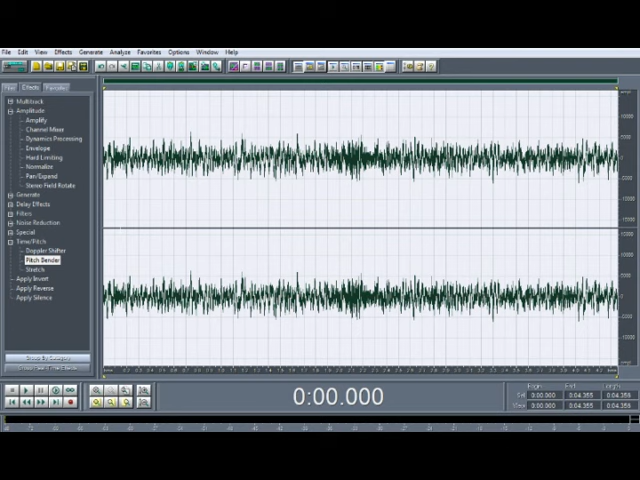 File Edit View Effects Generate Analyze Favorites Options Window Help
Effects Favorites
Multitrack
Amplitude
Amplify
Channel Mixer
Dynamics Processing
Envelope
Hard Limiting
Normalize
Pan/Expand
Stereo Field Rotate
Generate
Delay Effects
Filters
Noise Reduction
Special
Time/Pitch
Doppler Shifter
Pitch Bender
Stretch
Apply Invert
Apply Reverse
Apply Silence
Group By Category
0:00.000
Begin End Length
Sel 0:00.000 0:04.355 0:04.356
View 0:00.000 0:04.355 0:04.356